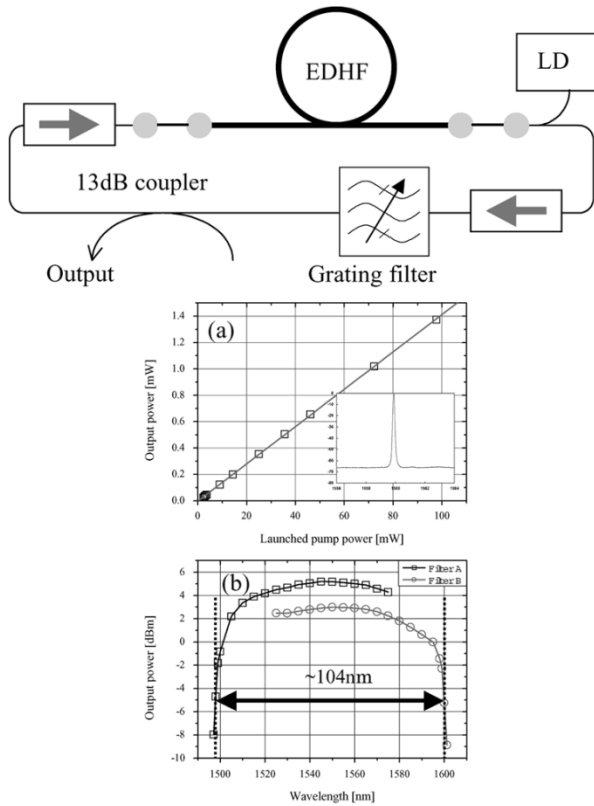 EDHF
LD
13dB coupler
Output
Grating filter
(a)
1.4
1.2
1.0
0.8
0.6
0.4
0.2
0.0
Output power [mW]
0 20 40 60 80 100
Launched pump power [mW]
(b)
Filter A
Filter B
6
4
2
0
-2
-4
-6
-8
-10
Output power [dBm]
~104nm
1500 1520 1540 1560 1580 1600
Wavelength [nm]